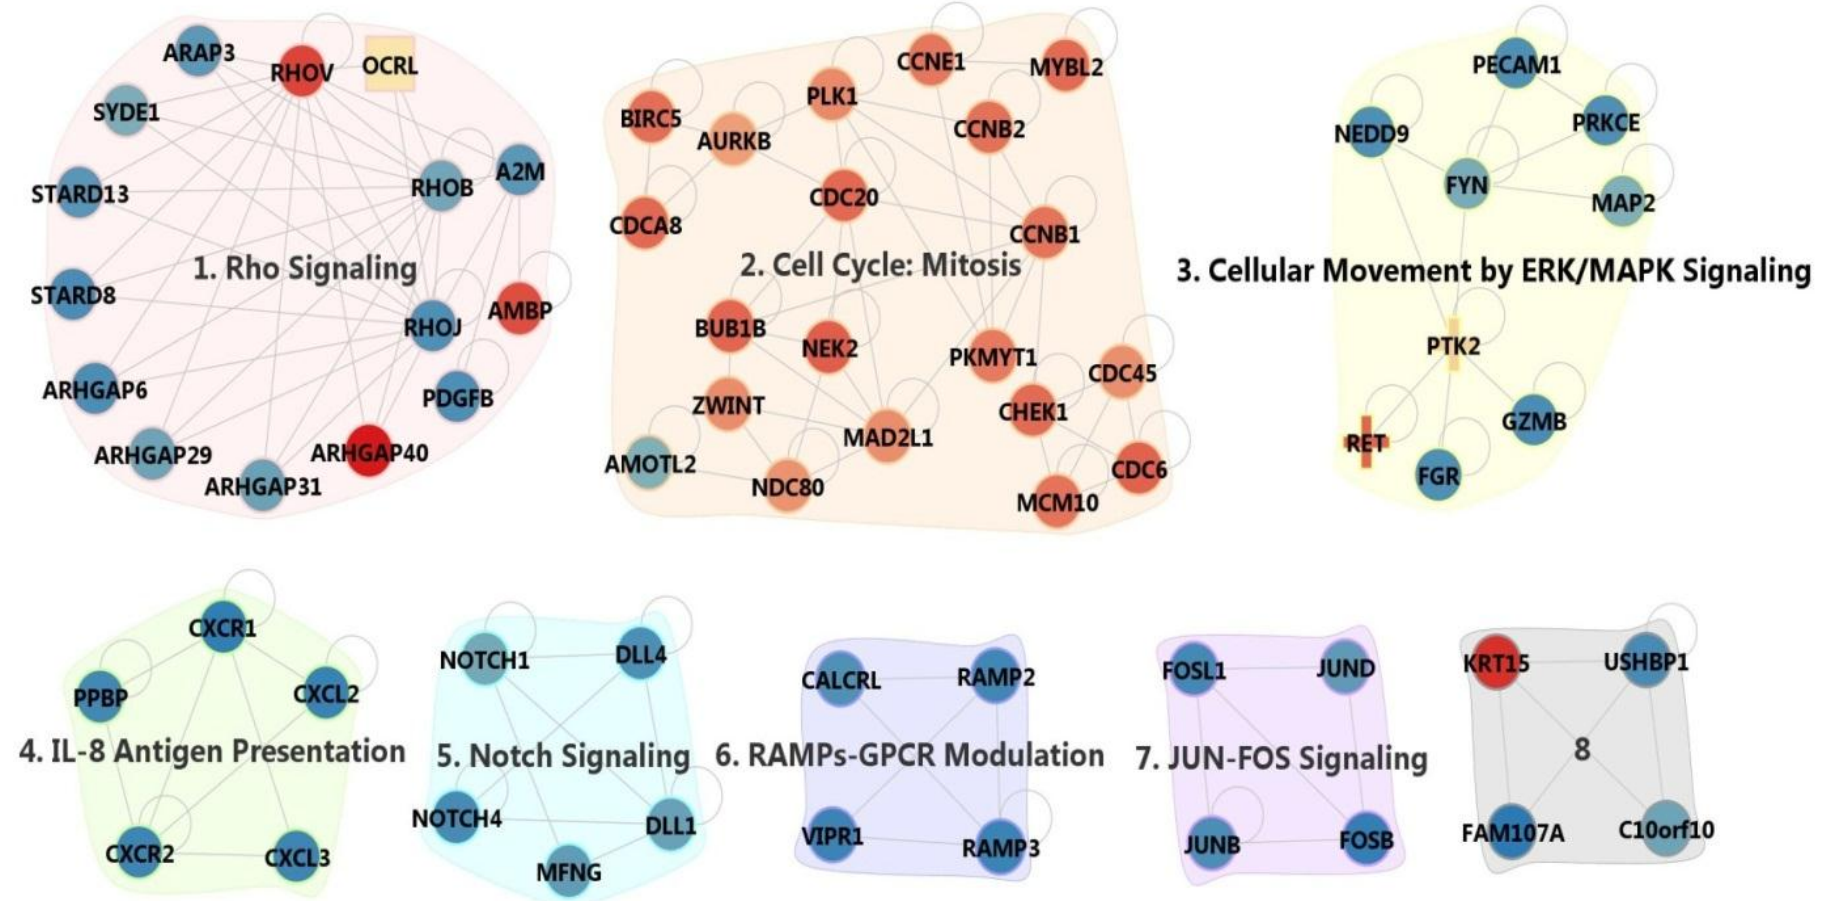 ARAP3
RHOV
OCRL
SYDE1
STARD13
RHOB
A2M
1. Rho Signaling
STARD8
RHOJ
AMBP
ARHGAP6
PDGFB
ARHGAP29
ARHGAP40
ARHGAP31
CCNE1
MYBL2
PLK1
BIRC5
AURKB
CCNB2
CDC20
CDCA8
CCNB1
2. Cell Cycle: Mitosis
BUB1B
NEK2
PKMYT1
CDC45
ZWINT
CHEK1
MAD2L1
AMOTL2
NDC80
CDC6
MCM10
PECAM1
NEDD9
PRKCE
FYN
MAP2
3. Cellular Movement by ERK/MAPK Signaling
PTK2
RET
GZMB
FGR
CXCR1
PPBP
CXCL2
4. IL-8 Antigen Presentation
CXCR2
CXCL3
NOTCH1
DLL4
5. Notch Signaling
NOTCH4
DLL1
MFNG
CALCRL
RAMP2
6. RAMPs-GPCR Modulation
VIPR1
RAMP3
FOSL1
JUND
7. JUN-FOS Signaling
JUNB
FOSB
KRT15
USHBP1
8
FAM107A
C10orf10